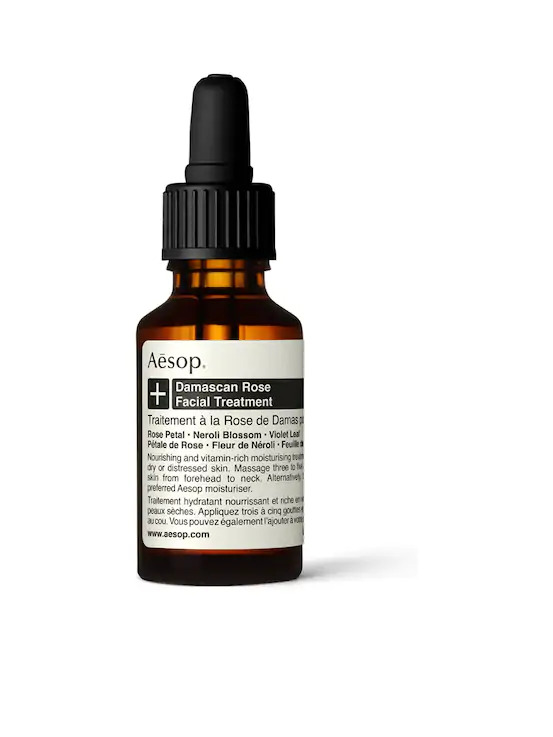 Aēsop.
Damascan Rose
Facial Treatment
Traitement à la Rose de Damas
Rose Petal • Neroli Blossom • Violet Leaf
Pétale de Rose • Fleur de Néroli • Feuille
Nourishing and vitamin-rich moisturising
dry or distressed skin. Massage three to
skin from forehead to neck. Alternatively,
preferred Aesop moisturiser.
Traitement hydratant nourrissant et riche en
peaux sèches. Appliquez trois à cinq gouttes
au cou. Vous pouvez également l'ajouter à
www.aesop.com